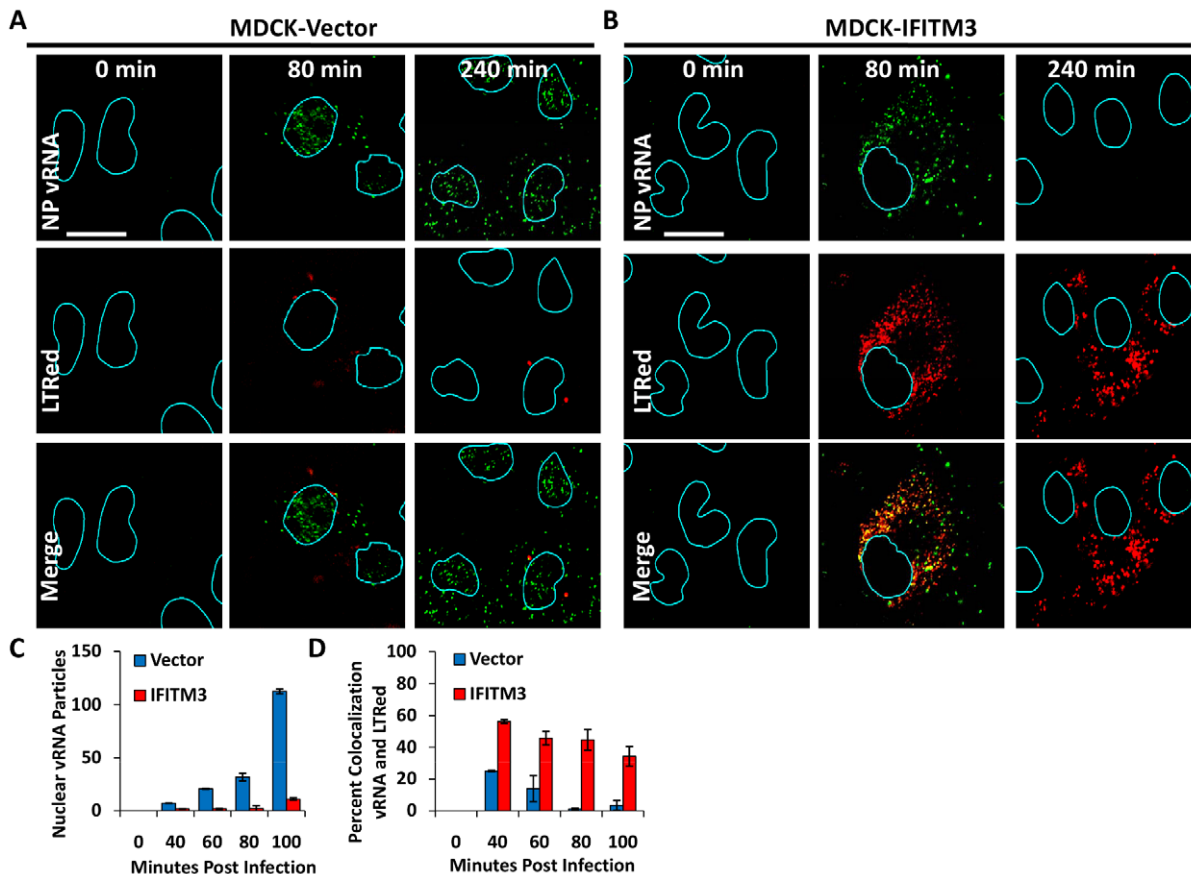 A
MDCK-Vector
0 min
80 min
240 min
NP vRNA
LTRed
Merge
B
MDCK-IFITM3
0 min
80 min
240 min
NP vRNA
LTRed
Merge
C
Nuclear vRNA Particles
150
100
50
0
Vector
IFITM3
0 40 60 80 100
Minutes Post Infection
D
Percent Colocalization
vRNA and LTRed
100
80
60
40
20
0
Vector
IFITM3
0 40 60 80 100
Minutes Post Infection